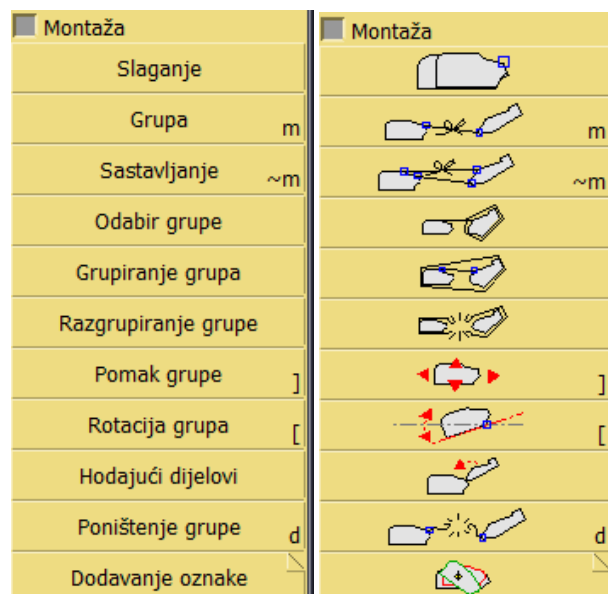 Montaža
Slaganje
Grupa m
Sastavljanje ~m
Odabir grupe
Grupiranje grupa
Razgrupiranje grupe
Pomak grupe ]
Rotacija grupa [
Hodajući dijelovi
Poništenje grupe d
Dodavanje oznake
Montaža
m
~m
]
[
d